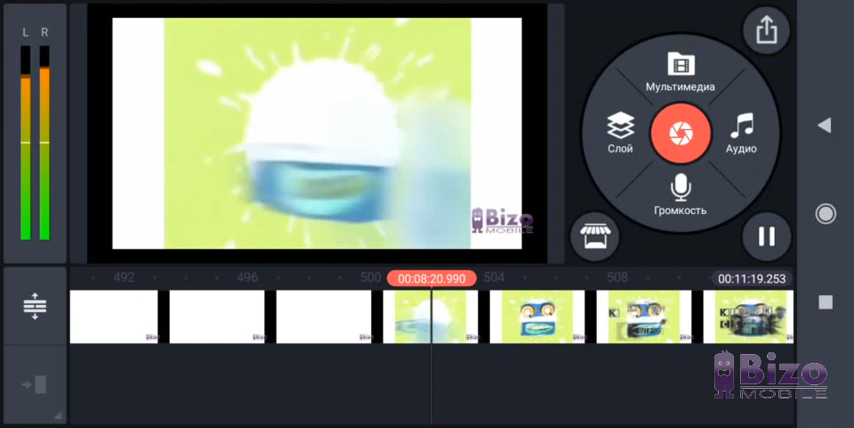 L R
Мультимедиа
Слой
Аудио
Громкость
Bizo
MOBILE
492 496 500 00:08:20.990 504 508 00:11:19.253
Bizo
MOBILE